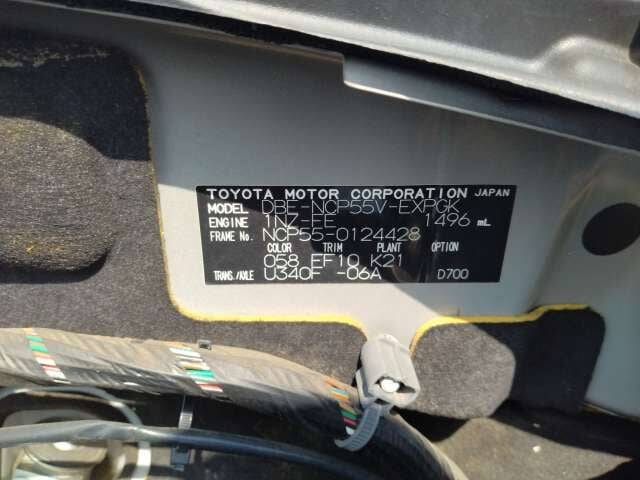 TOYOTA MOTOR CORPORATION JAPAN
MODEL DBE-NCP55V-EXPGK
ENGINE 1NZ-FE 1496 mL
FRAME No. NCP55-0124428
COLOR TRIM PLANT OPTION
058 EF10 K21
TRANS./AXLE U340F -06A D700